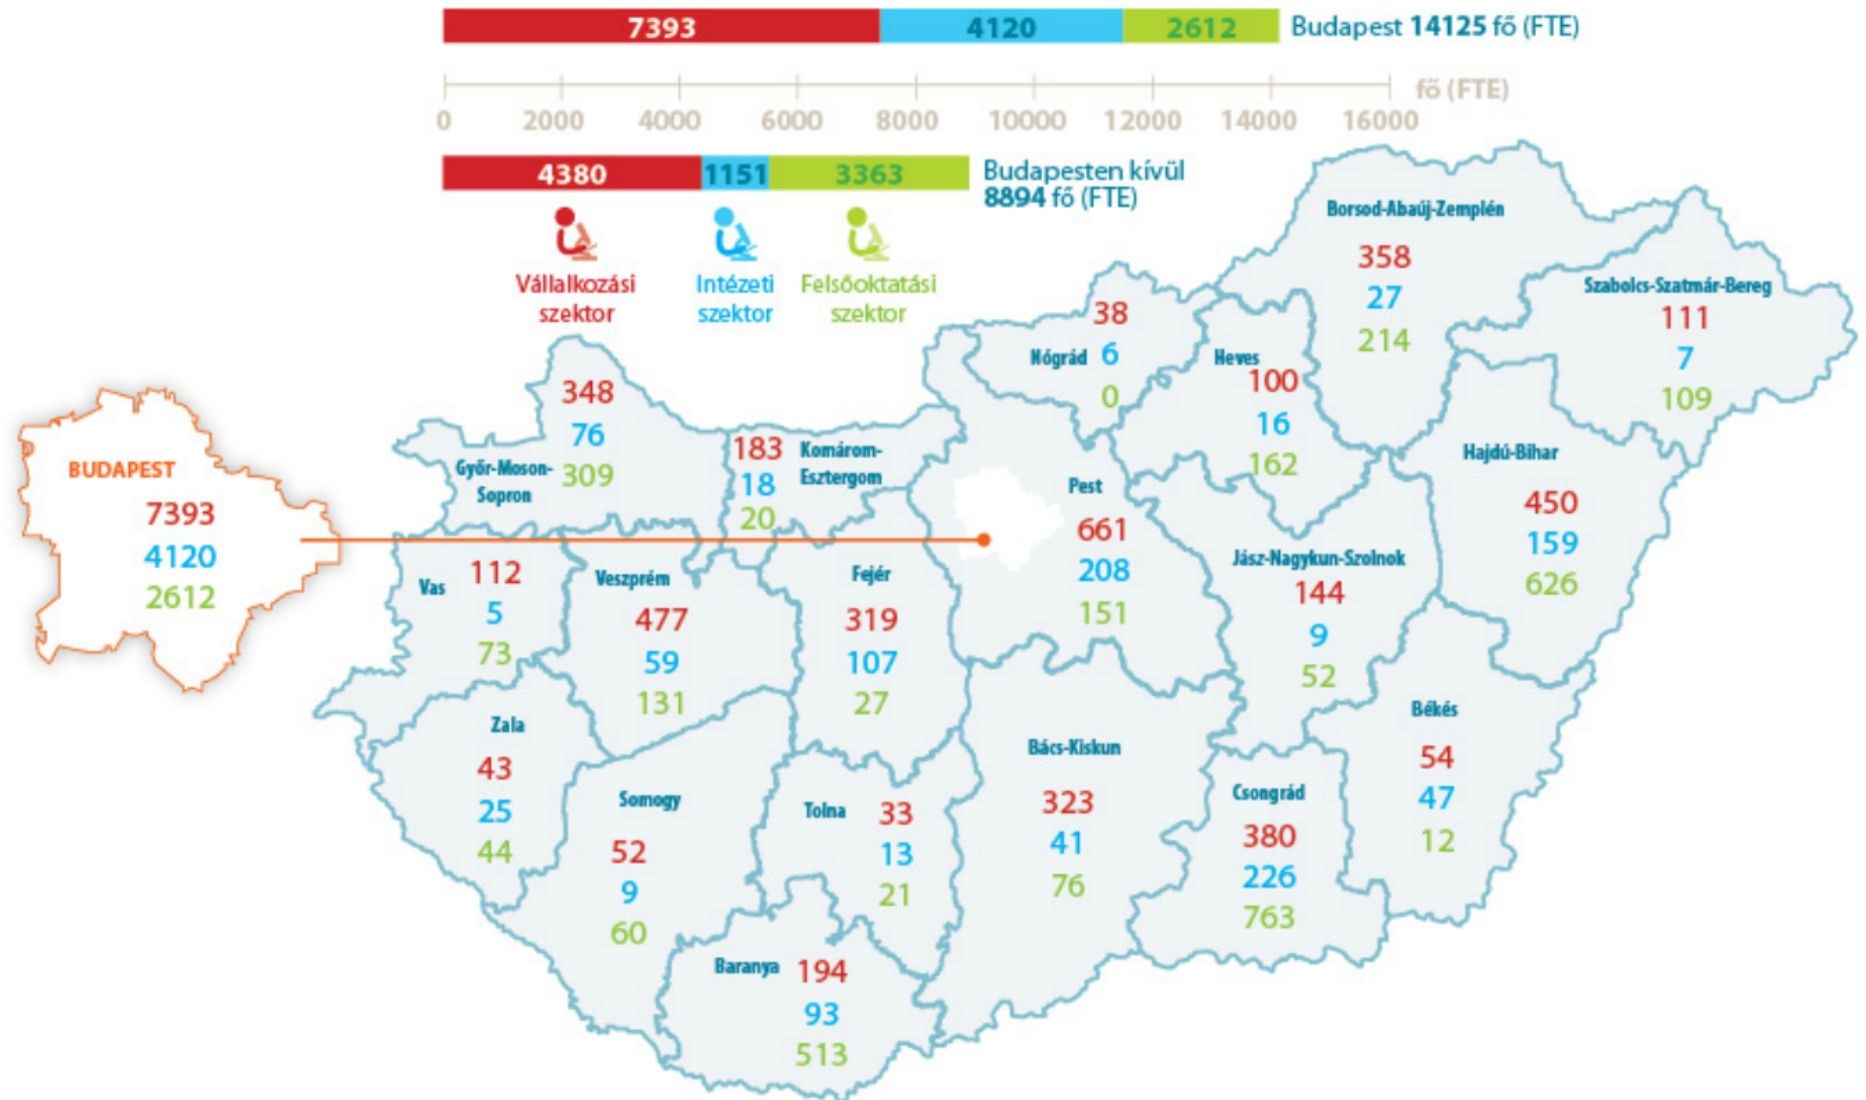 7393 4120 2612 Budapest 14125 fő (FTE)
fő (FTE)
0 2000 4000 6000 8000 10000 12000 14000 16000
4380 1151 3363 Budapesten kívül
8894 fő (FTE)
Vállalkozási
szektor
Intézeti
szektor
Felsőoktatási
szektor
Borsod-Abaúj-Zemplén
358
27
214
Szabolcs-Szatmár-Bereg
111
7
109
Nógrád
38
6
0
Heves
100
16
162
Hajdú-Bihar
450
159
626
Győr-Moson-
Sopron
348
76
309
Komárom-
Esztergom
183
18
20
Pest
661
208
151
BUDAPEST
7393
4120
2612
Vas
112
5
73
Veszprém
477
59
131
Fejér
319
107
27
Jász-Nagykun-Szolnok
144
9
52
Zala
43
25
44
Somogy
52
9
60
Tolna
33
13
21
Bács-Kiskun
323
41
76
Csongrád
380
226
763
Békés
54
47
12
Baranya
194
93
513